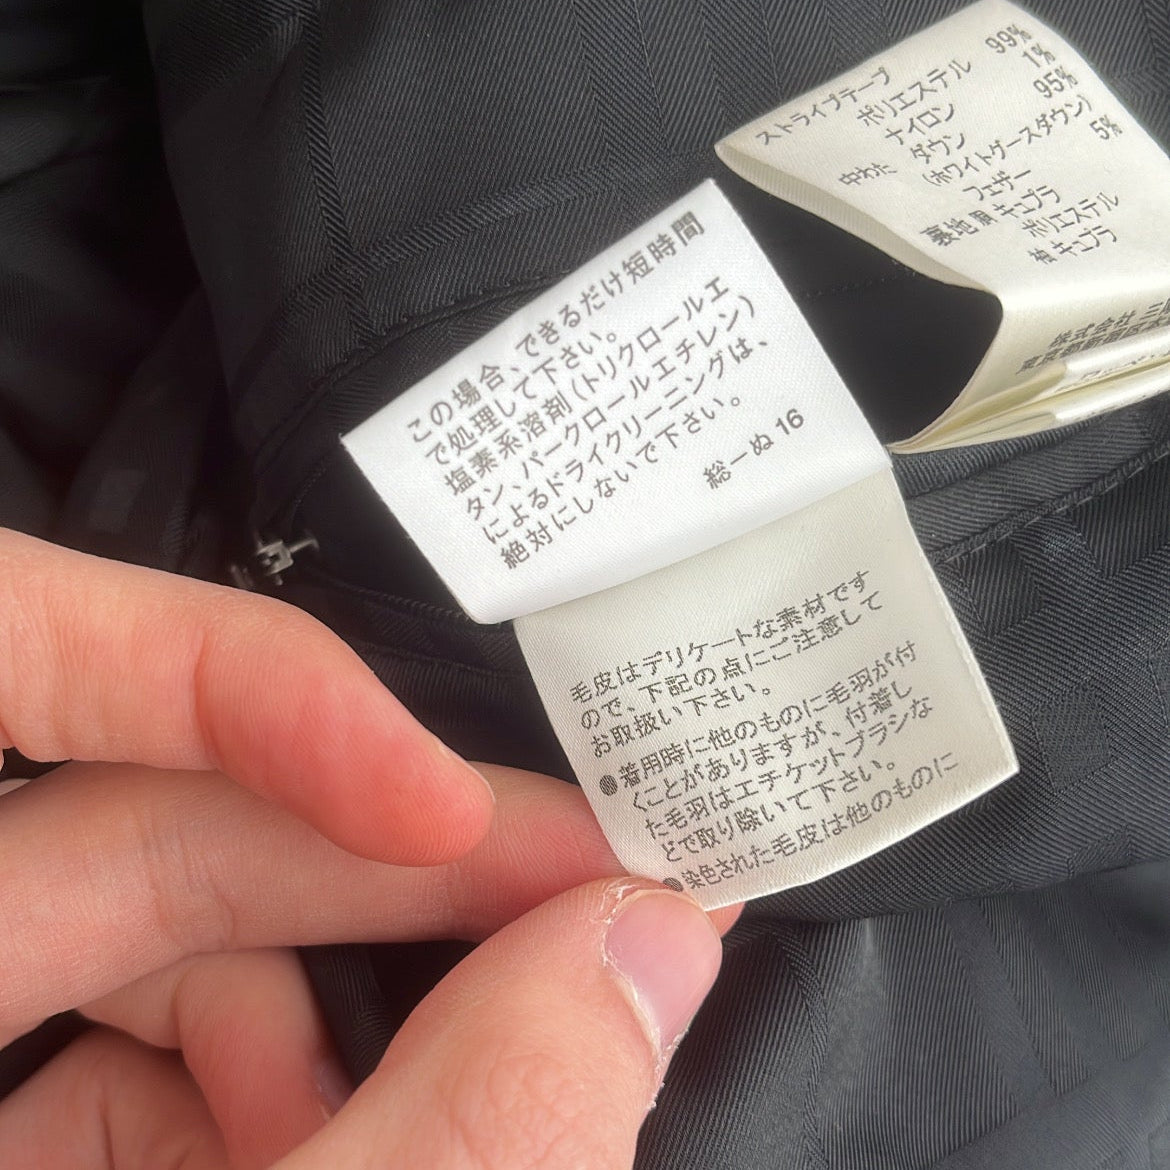 この場合、できるだけ短時間
で処理して下さい。
塩素系溶剤(トリクロールエ
タン、パークロールエチレン)
によるドライクリーニングは、
絶対にしないで下さい。
総ーぬ 16
毛皮はデリケートな素材です
ので、下記の点にご注意して
お取扱い下さい。
●着用時に他のものに毛羽が付
くことがありますが、付着し
た毛羽はエチケットブラシな
どで取り除いて下さい。
●染色された毛皮は他のものに
ストライプテープ
ポリエステル 99%
ナイロン 1%
中わた ダウン 95%
(ホワイトグースダウン)
フェザー 5%
裏地 胴 キュプラ
ポリエステル
袖 キュプラ
株式会社 三
東京都新宿区